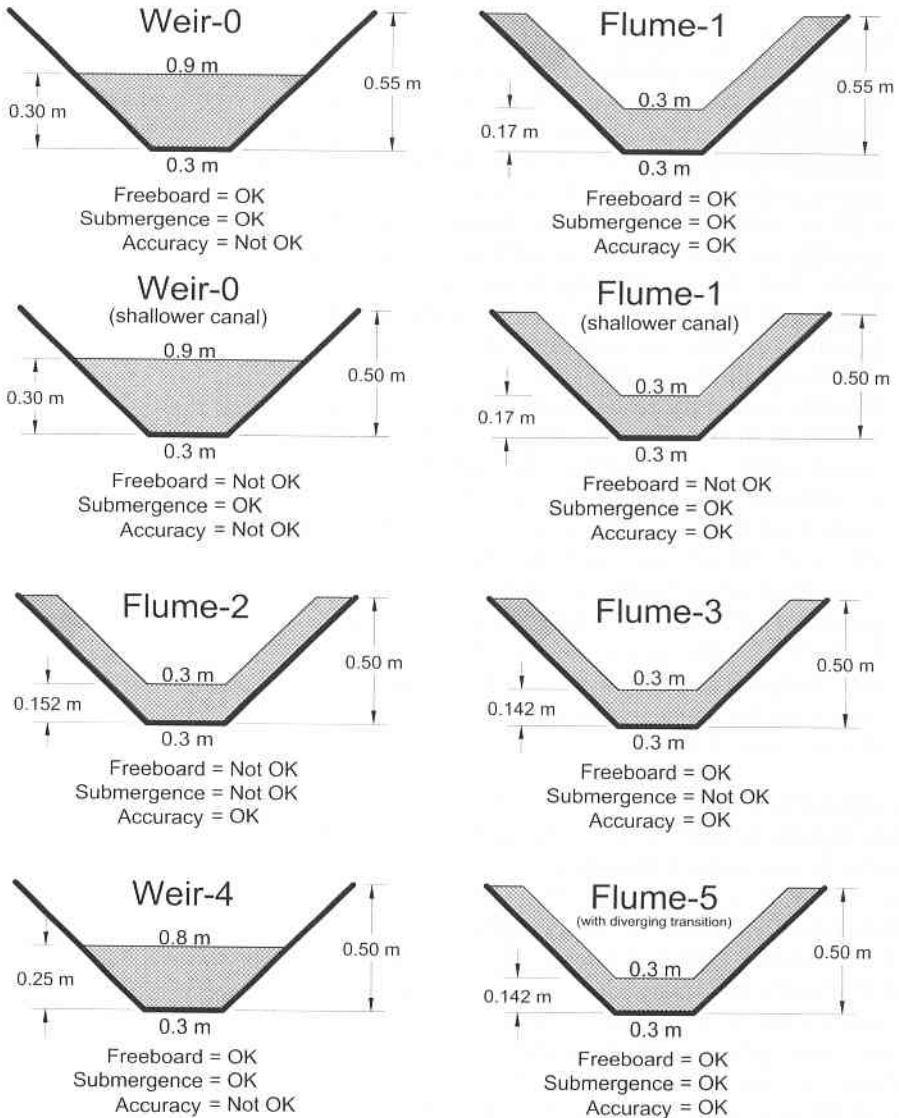 Weir-0
0.9 m
0.30 m
0.55 m
0.3 m
Freeboard = OK
Submergence = OK
Accuracy = Not OK
Flume-1
0.3 m
0.17 m
0.55 m
0.3 m
Freeboard = OK
Submergence = OK
Accuracy = OK
Weir-0
(shallower canal)
0.9 m
0.30 m
0.50 m
0.3 m
Freeboard = Not OK
Submergence = OK
Accuracy = Not OK
Flume-1
(shallower canal)
0.3 m
0.17 m
0.50 m
0.3 m
Freeboard = Not OK
Submergence = OK
Accuracy = OK
Flume-2
0.3 m
0.152 m
0.50 m
0.3 m
Freeboard = Not OK
Submergence = Not OK
Accuracy = OK
Flume-3
0.3 m
0.142 m
0.50 m
0.3 m
Freeboard = OK
Submergence = Not OK
Accuracy = OK
Weir-4
0.8 m
0.25 m
0.50 m
0.3 m
Freeboard = OK
Submergence = OK
Accuracy = Not OK
Flume-5
(with diverging transition)
0.3 m
0.142 m
0.50 m
0.3 m
Freeboard = OK
Submergence = OK
Accuracy = OK